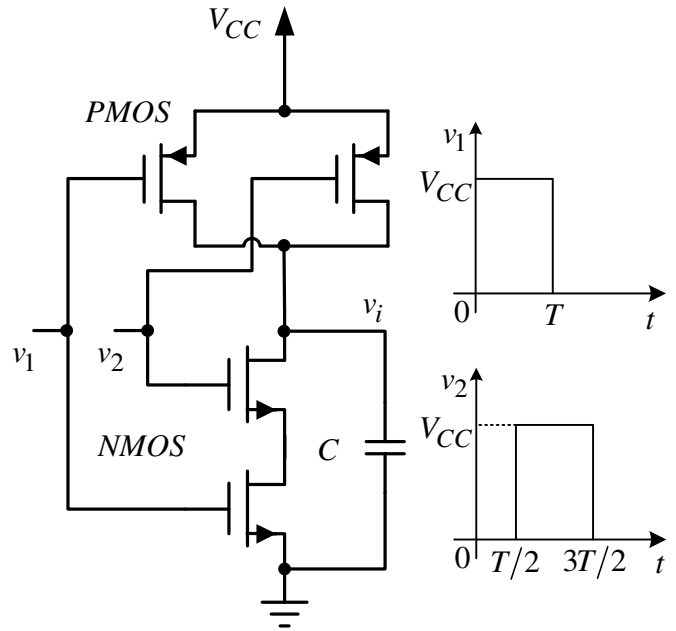 V_CC
PMOS
v_1
v_2
v_i
NMOS
C
v_1
V_CC
0
T
t
v_2
V_CC
0
T/2
3T/2
t